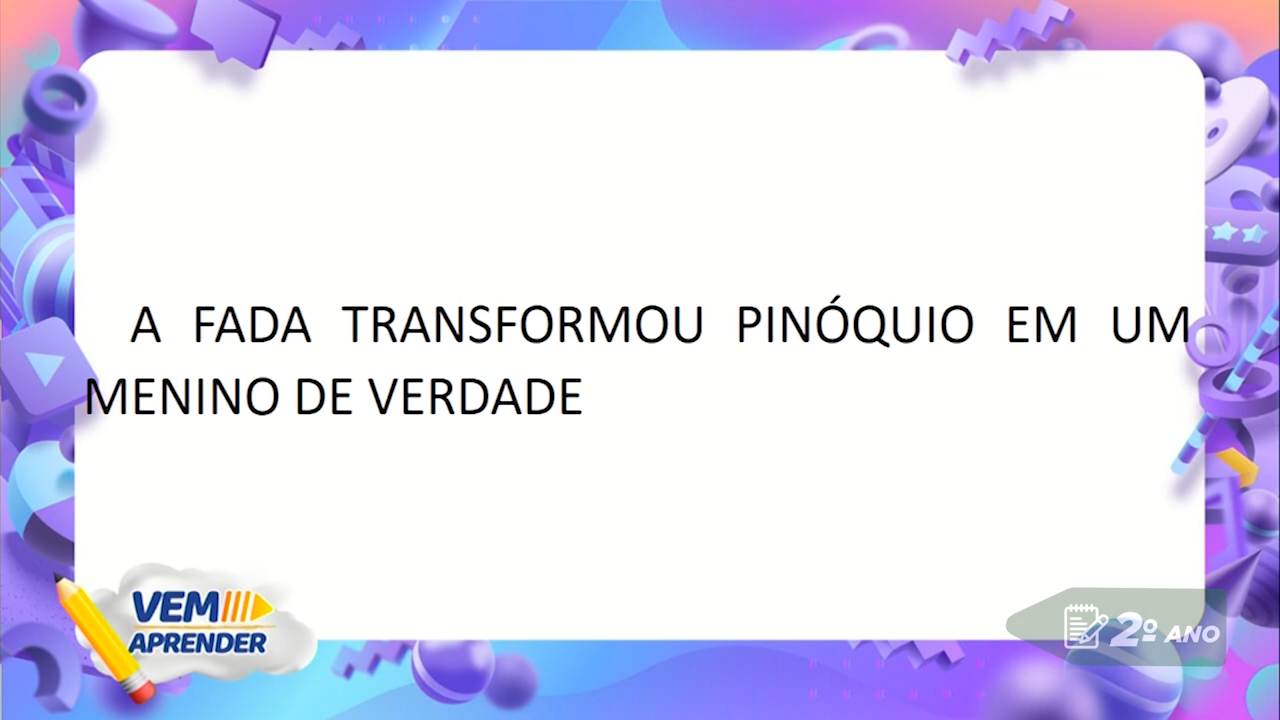 A FADA TRANSFORMOU PINÓQUIO EM UM
MENINO DE VERDADE
VEM
APRENDER
2º ANO